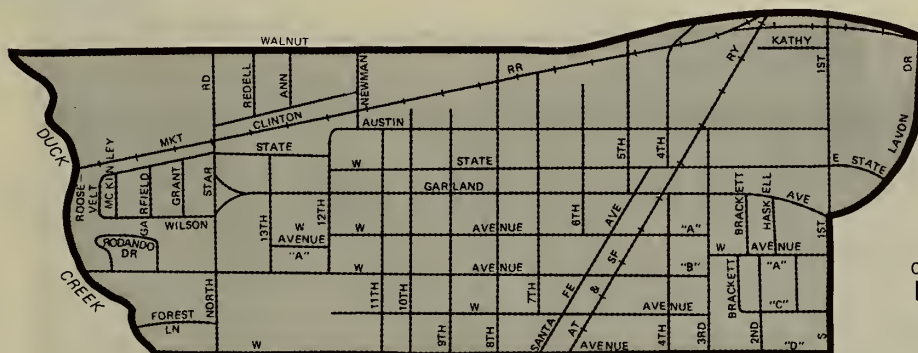 WALNUT
KATHY
1ST
DR
LAVON
RD
REDELL
ANN
NEWMAN
RR
RY
MKT
CLINTON
AUSTIN
DUCK
STATE
W STATE
5TH
4TH
E STATE
ROOSE
VELT
MC KINLEY
GARFIELD
GRANT
STAR
GARLAND
AVE
BRACKETT
HASKELL
WILSON
13TH
12TH
W
AVENUE
"A"
W AVENUE "A"
6TH
AVE
1ST
RODANDO
DR
W AVENUE "B"
W "A"
CREEK
FOREST
LN
NORTH
11TH
10TH
9TH
8TH
7TH
W AVENUE
SANTA FE
AT & SF
4TH
3RD
BRACKETT
2ND
"C"
S
W AVENUE "D"